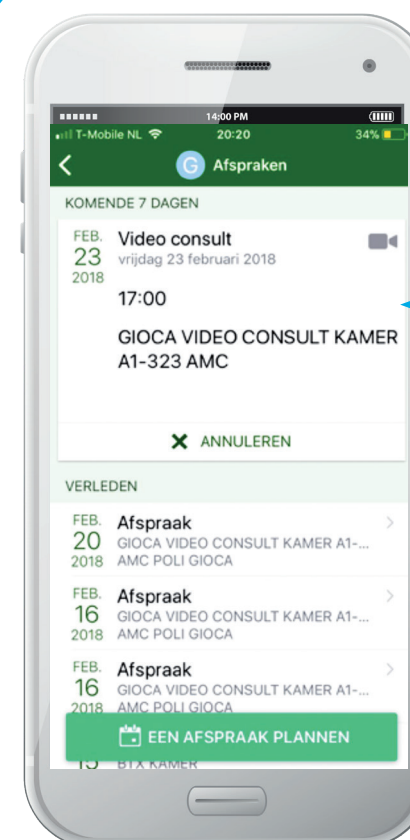 14:00 PM
T-Mobile NL 20:20 34%
G Afspraken
KOMENDE 7 DAGEN
FEB. 23 2018
Video consult
vrijdag 23 februari 2018
17:00
GIOCA VIDEO CONSULT KAMER
A1-323 AMC
ANNULEREN
VERLEDEN
FEB. 20 2018
Afspraak
GIOCA VIDEO CONSULT KAMER A1-...
AMC POLI GIOCA
FEB. 16 2018
Afspraak
GIOCA VIDEO CONSULT KAMER A1-...
AMC POLI GIOCA
FEB. 16 2018
Afspraak
GIOCA VIDEO CONSULT KAMER A1-...
AMC POLI GIOCA
EEN AFSPRAAK PLANNEN
15 BTX KAMER